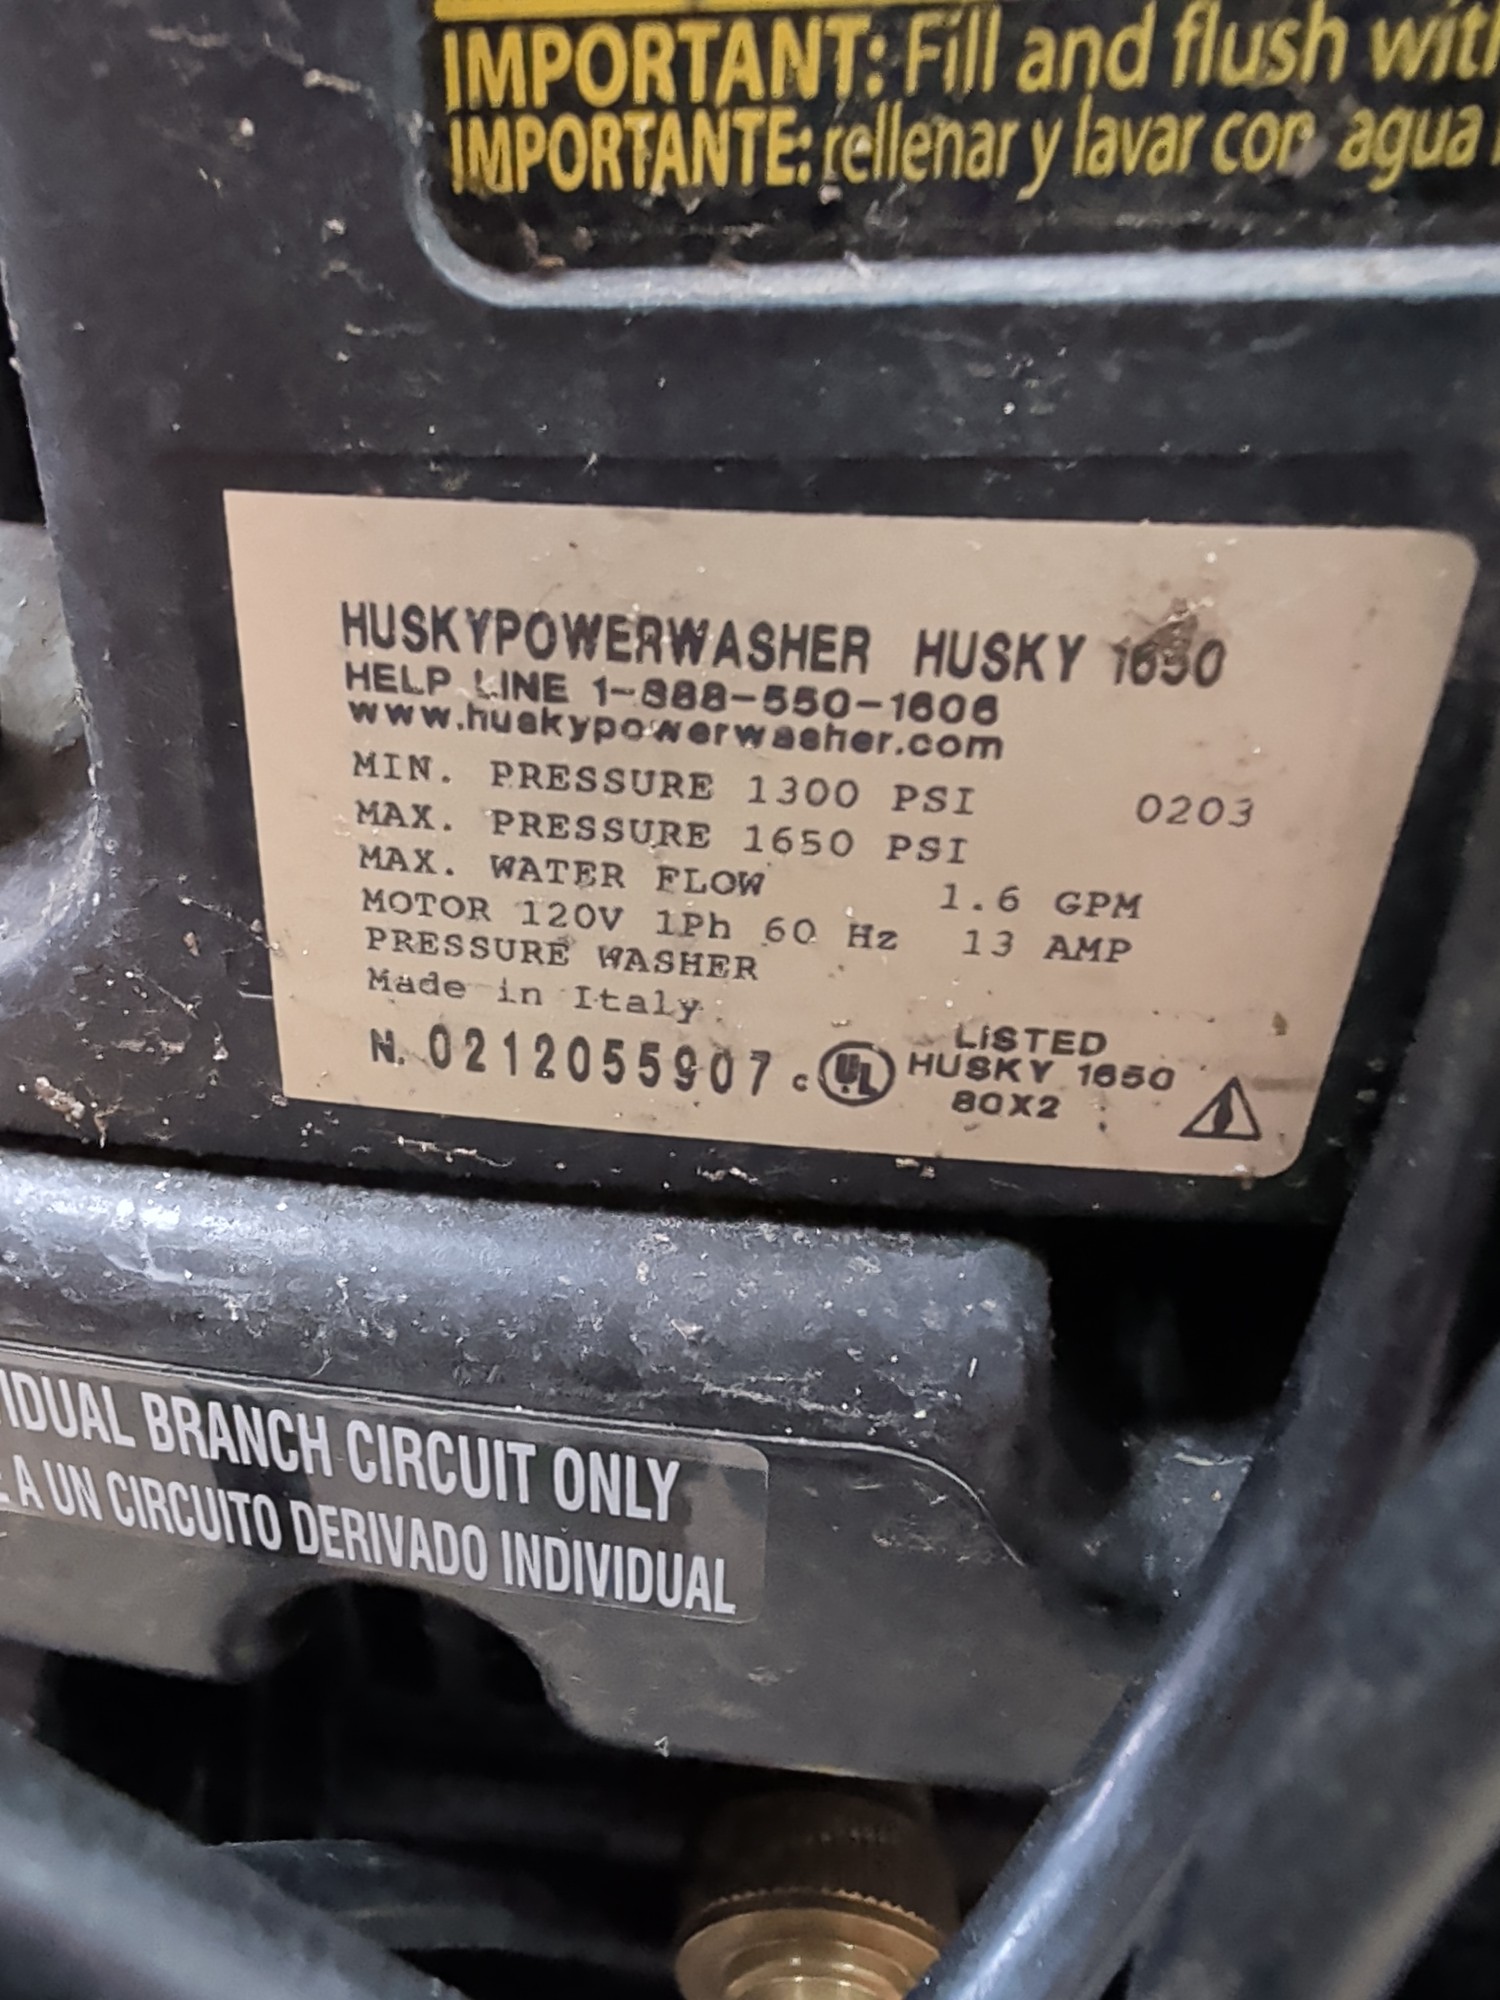 IMPORTANT: Fill and flush with
IMPORTANTE: rellenar y lavar con agua
HUSKYPOWERWASHER HUSKY 1650
HELP LINE 1-888-550-1606
www.huskypowerwasher.com
MIN. PRESSURE 1300 PSI 0203
MAX. PRESSURE 1650 PSI
MAX. WATER FLOW 1.6 GPM
MOTOR 120V 1Ph 60 Hz 13 AMP
PRESSURE WASHER
Made in Italy
N. 0212055907 c UL LISTED
HUSKY 1650
80X2
VIDUAL BRANCH CIRCUIT ONLY
E A UN CIRCUITO DERIVADO INDIVIDUAL